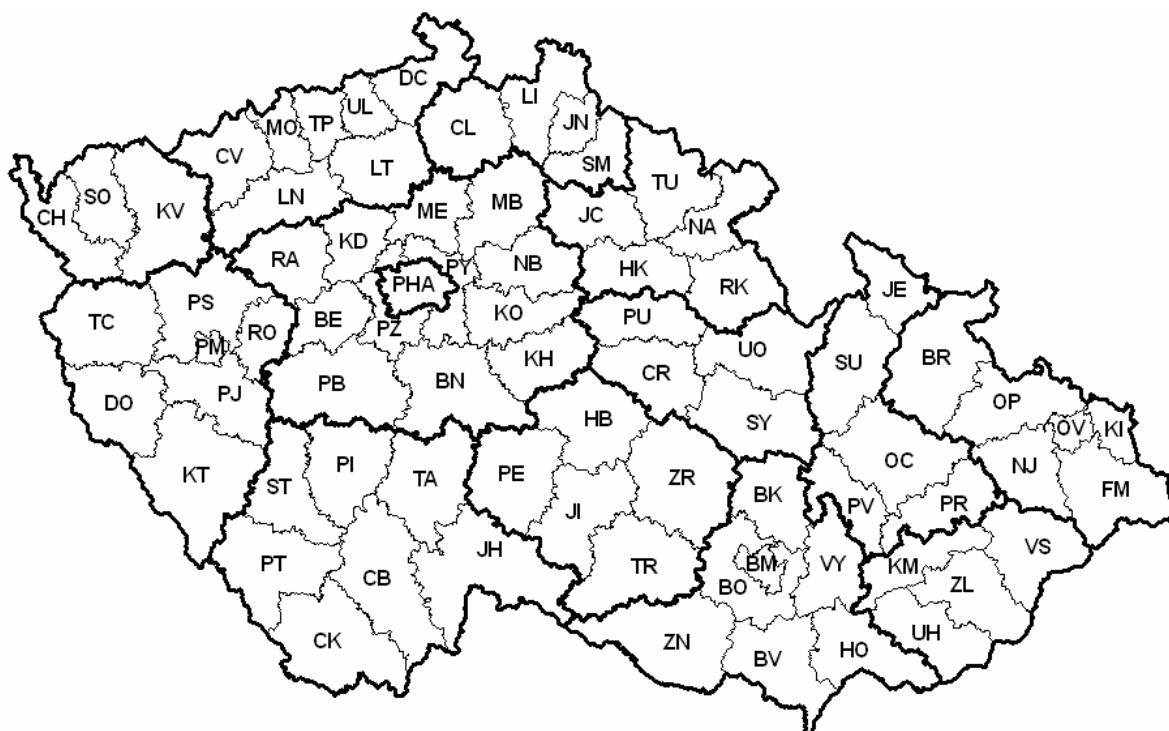 DC
LI
UL
MO
TP
JN
CL
CV
LT
SM
TU
LN
SO
MB
KV
ME
JC
CH
NA
KD
RA
PY
NB
HK
PHA
RK
JE
PS
KO
TC
BE
PZ
PU
RO
PM
UO
BR
KH
SU
PB
BN
CR
PJ
DO
OP
HB
SY
OV
KI
OC
NJ
KT
PI
TA
PE
ZR
ST
BK
FM
JI
PV
PR
JH
VS
PT
TR
BM
VY
KM
CB
BO
ZL
UH
CK
ZN
BV
HO